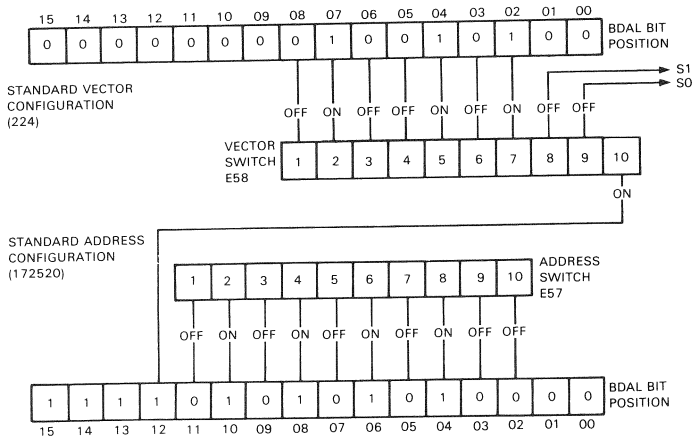 15 14 13 12 11 10 09 08 07 06 05 04 03 02 01 00
0 0 0 0 0 0 0 0 1 0 0 1 0 1 0 0
BDAL BIT
POSITION
S1
S0
STANDARD VECTOR
CONFIGURATION
(224)
OFF ON OFF OFF ON OFF ON OFF OFF
VECTOR
SWITCH
E58
1 2 3 4 5 6 7 8 9 10
ON
STANDARD ADDRESS
CONFIGURATION
(172520)
1 2 3 4 5 6 7 8 9 10
ADDRESS
SWITCH
E57
OFF ON OFF ON OFF ON OFF ON OFF OFF
1 1 1 1 0 1 0 1 0 1 0 1 0 0 0 0
BDAL BIT
POSITION
15 14 13 12 11 10 09 08 07 06 05 04 03 02 01 00